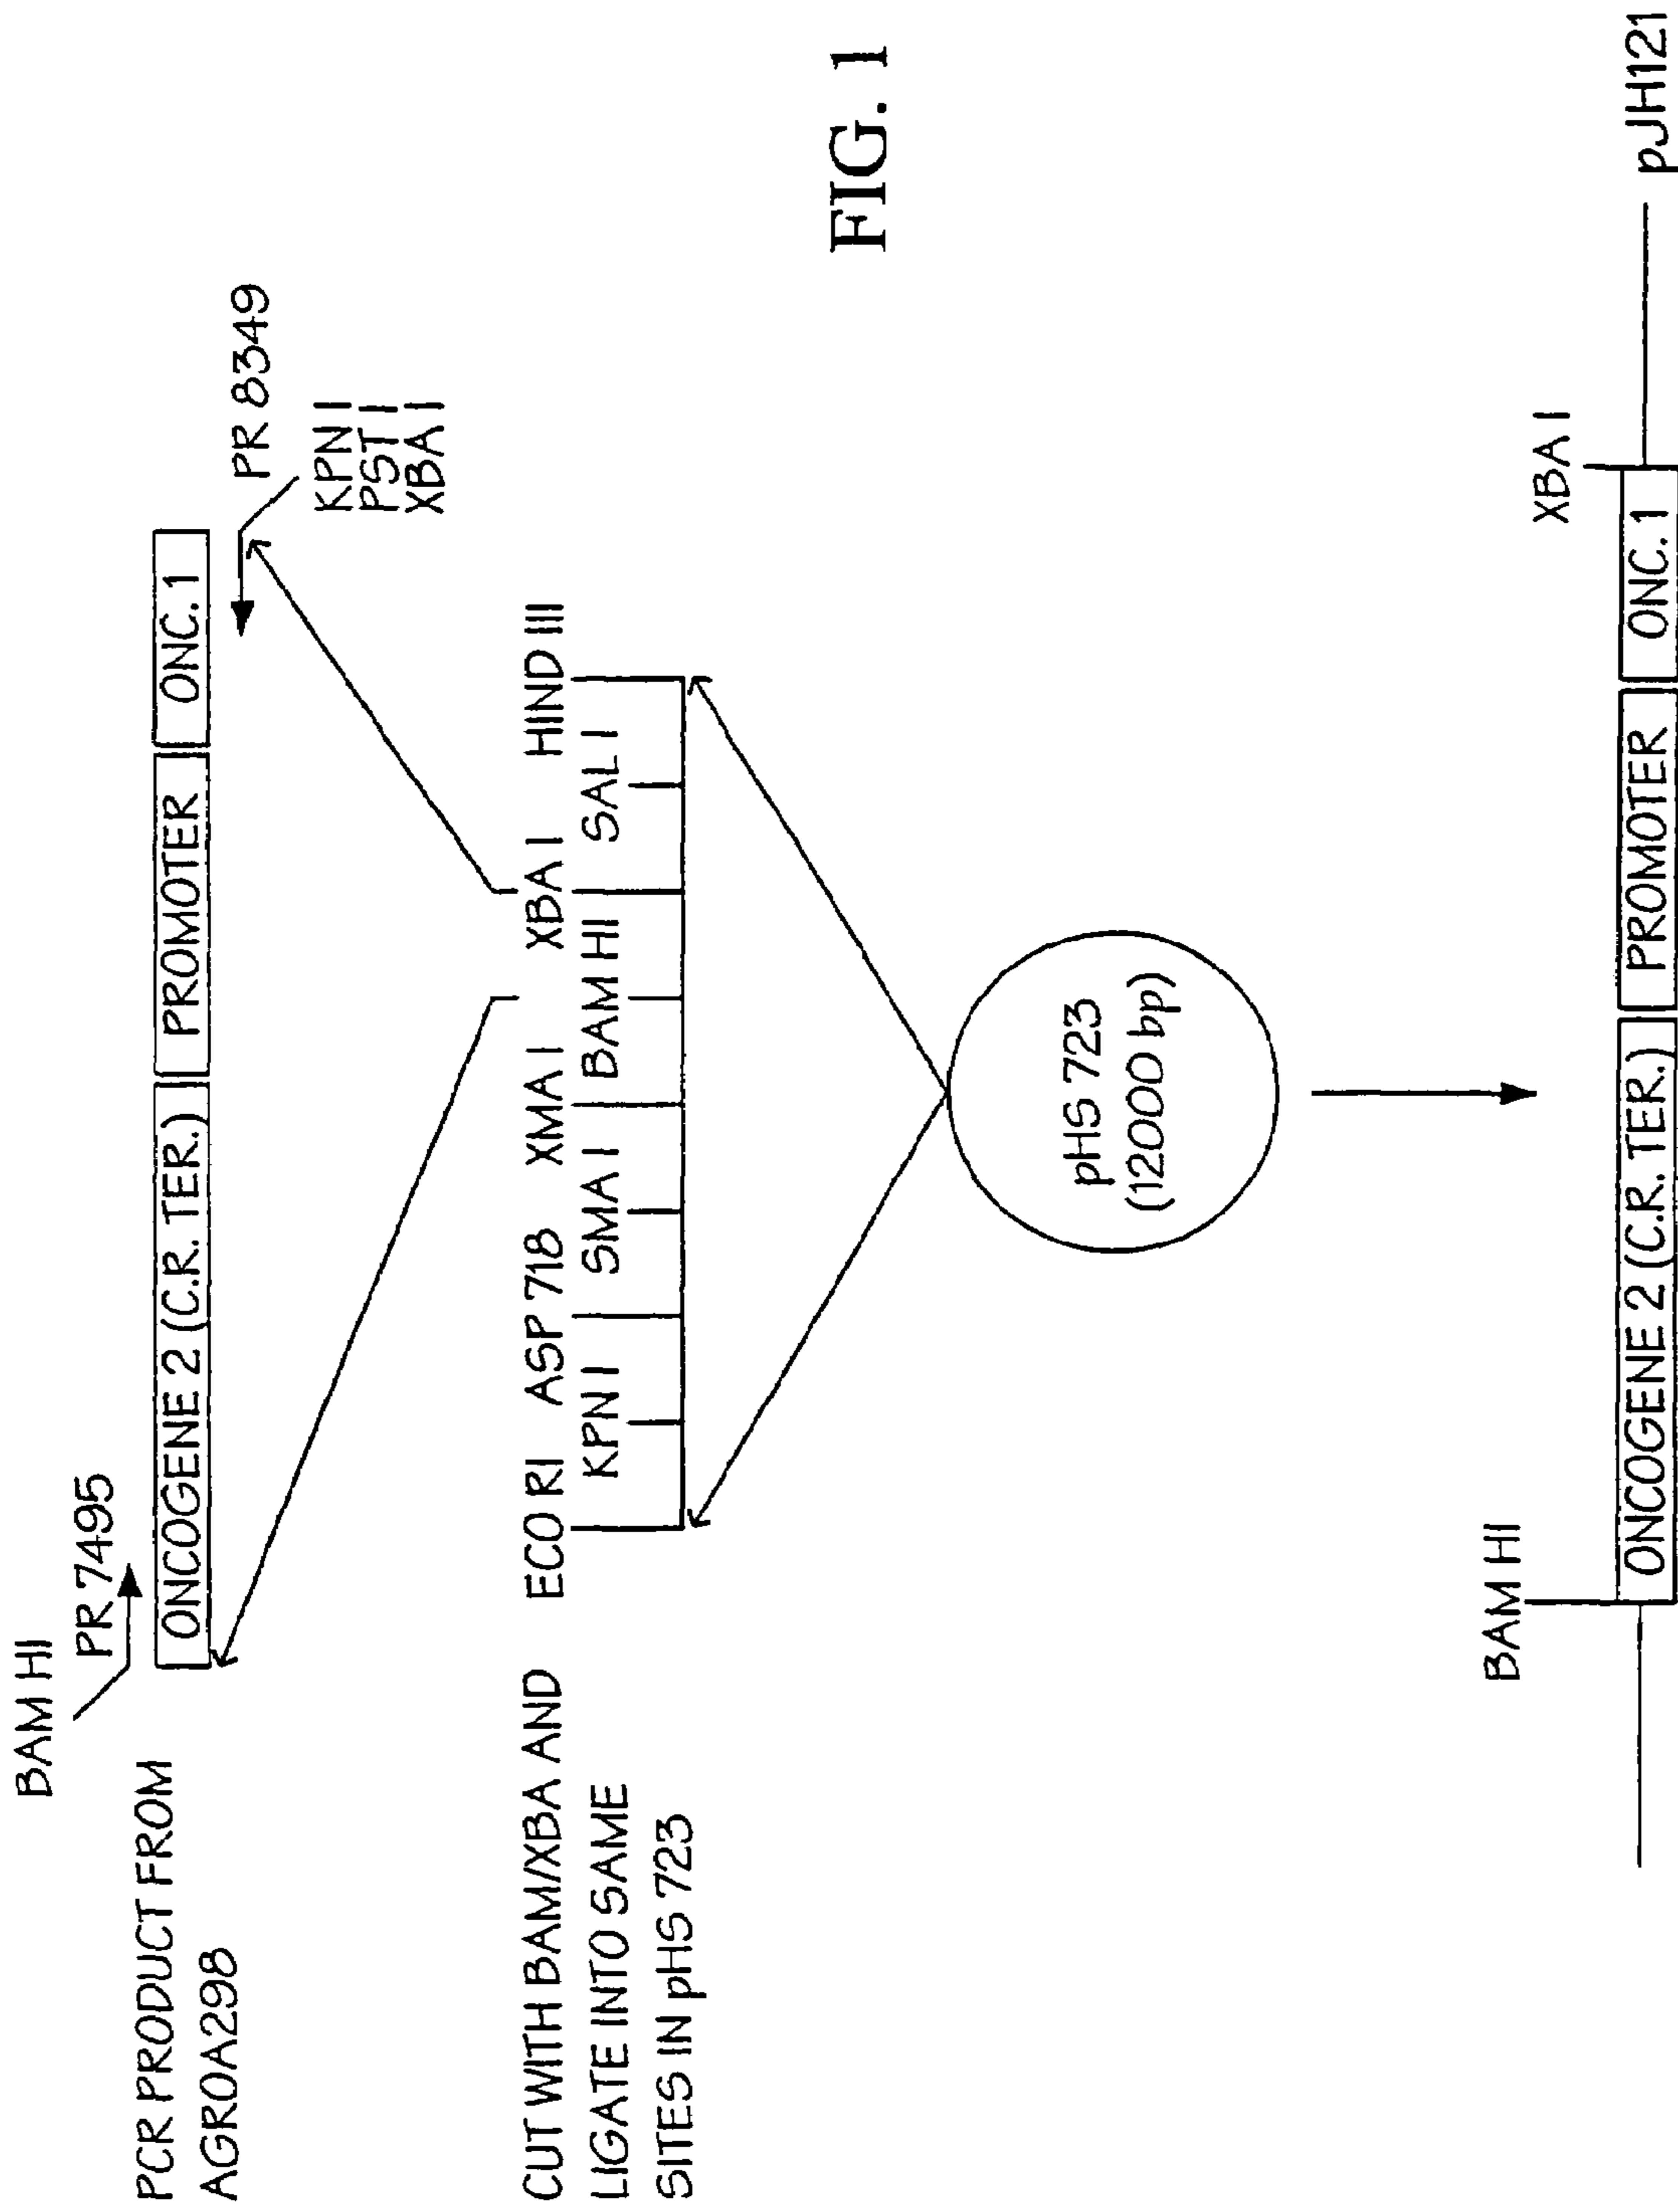 BAM HI
PR 7495
PCR PRODUCT FROM
AGROA298
ONCOGENE 2 (C.R. TER.) PROMOTER ONC. 1
PR 8349
KPN I
PST I
XBA I
CUT WITH BAM/XBA AND
LIGATE INTO SAME
SITES IN pHS 723
ECO RI ASP 718 XMA I XBA I HIND III
KPN I SMA I BAM HI SAL I
pHS 723
(12000 bp)
FIG. 1
BAM HI
XBA I
ONCOGENE 2 (C.R. TER.) PROMOTER ONC. 1
pJH121